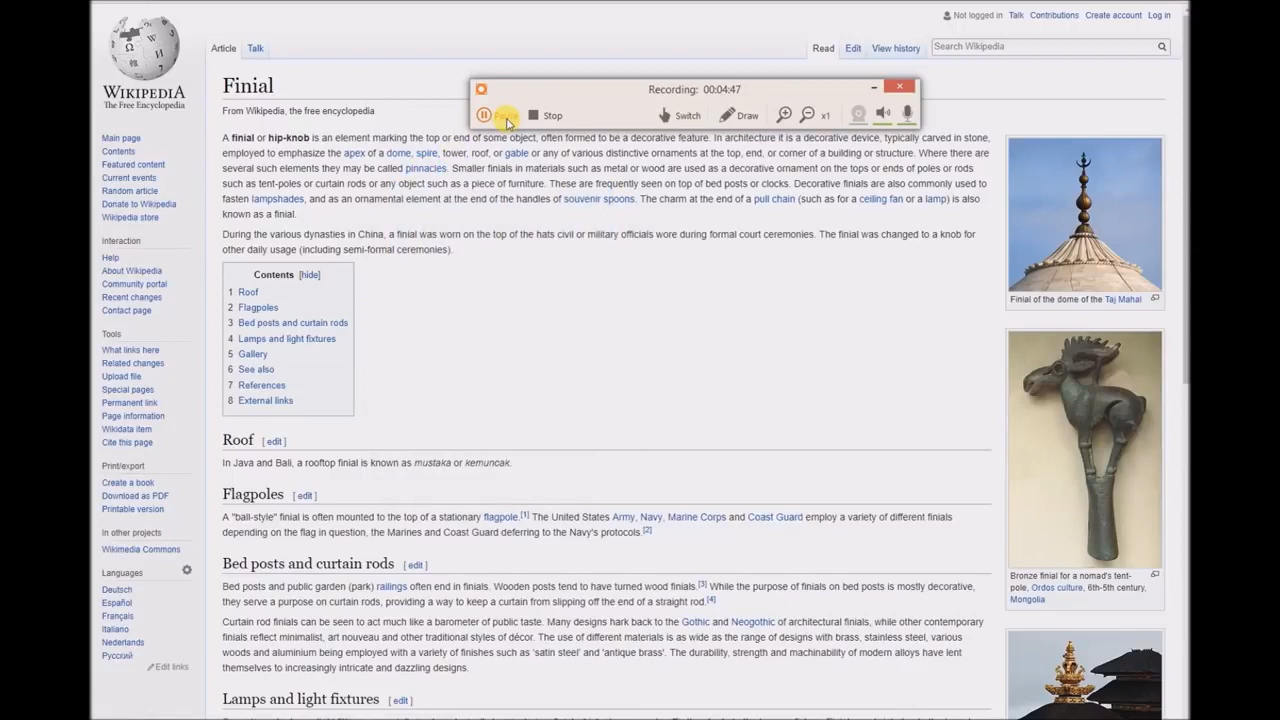 Not logged in Talk Contributions Create account Log in
Article Talk
Read Edit View history Search Wikipedia
WIKIPEDIA
The Free Encyclopedia
Main page
Contents
Featured content
Current events
Random article
Donate to Wikipedia
Wikipedia store
Interaction
Help
About Wikipedia
Community portal
Recent changes
Contact page
Tools
What links here
Related changes
Upload file
Special pages
Permanent link
Page information
Wikidata item
Cite this page
Print/export
Create a book
Download as PDF
Printable version
In other projects
Wikimedia Commons
Languages
Deutsch
Español
Français
Italiano
Nederlands
Русский
Edit links
Recording: 00:04:47
Pause Stop Switch Draw x1
Finial
From Wikipedia, the free encyclopedia
A finial or hip-knob is an element marking the top or end of some object, often formed to be a decorative feature. In architecture it is a decorative device, typically carved in stone,
employed to emphasize the apex of a dome, spire, tower, roof, or gable or any of various distinctive ornaments at the top, end, or corner of a building or structure. Where there are
several such elements they may be called pinnacles. Smaller finials in materials such as metal or wood are used as a decorative ornament on the tops or ends of poles or rods
such as tent-poles or curtain rods or any object such as a piece of furniture. These are frequently seen on top of bed posts or clocks. Decorative finials are also commonly used to
fasten lampshades, and as an ornamental element at the end of the handles of souvenir spoons. The charm at the end of a pull chain (such as for a ceiling fan or a lamp) is also
known as a finial.
During the various dynasties in China, a finial was worn on the top of the hats civil or military officials wore during formal court ceremonies. The finial was changed to a knob for
other daily usage (including semi-formal ceremonies).
Contents [hide]
1 Roof
2 Flagpoles
3 Bed posts and curtain rods
4 Lamps and light fixtures
5 Gallery
6 See also
7 References
8 External links
Roof [ edit ]
In Java and Bali, a rooftop finial is known as mustaka or kemuncak.
Flagpoles [ edit ]
A "ball-style" finial is often mounted to the top of a stationary flagpole.[1] The United States Army, Navy, Marine Corps and Coast Guard employ a variety of different finials
depending on the flag in question, the Marines and Coast Guard deferring to the Navy's protocols.[2]
Bed posts and curtain rods [ edit ]
Bed posts and public garden (park) railings often end in finials. Wooden posts tend to have turned wood finials.[3] While the purpose of finials on bed posts is mostly decorative,
they serve a purpose on curtain rods, providing a way to keep a curtain from slipping off the end of a straight rod.[4]
Curtain rod finials can be seen to act much like a barometer of public taste. Many designs hark back to the Gothic and Neogothic of architectural finials, while other contemporary
finials reflect minimalist, art nouveau and other traditional styles of décor. The use of different materials is as wide as the range of designs with brass, stainless steel, various
woods and aluminium being employed with a variety of finishes such as 'satin steel' and 'antique brass'. The durability, strength and machinability of modern alloys have lent
themselves to increasingly intricate and dazzling designs.
Lamps and light fixtures [ edit ]
Finial of the dome of the Taj Mahal
Bronze finial for a nomad's tent-
pole, Ordos culture, 6th-5th century,
Mongolia